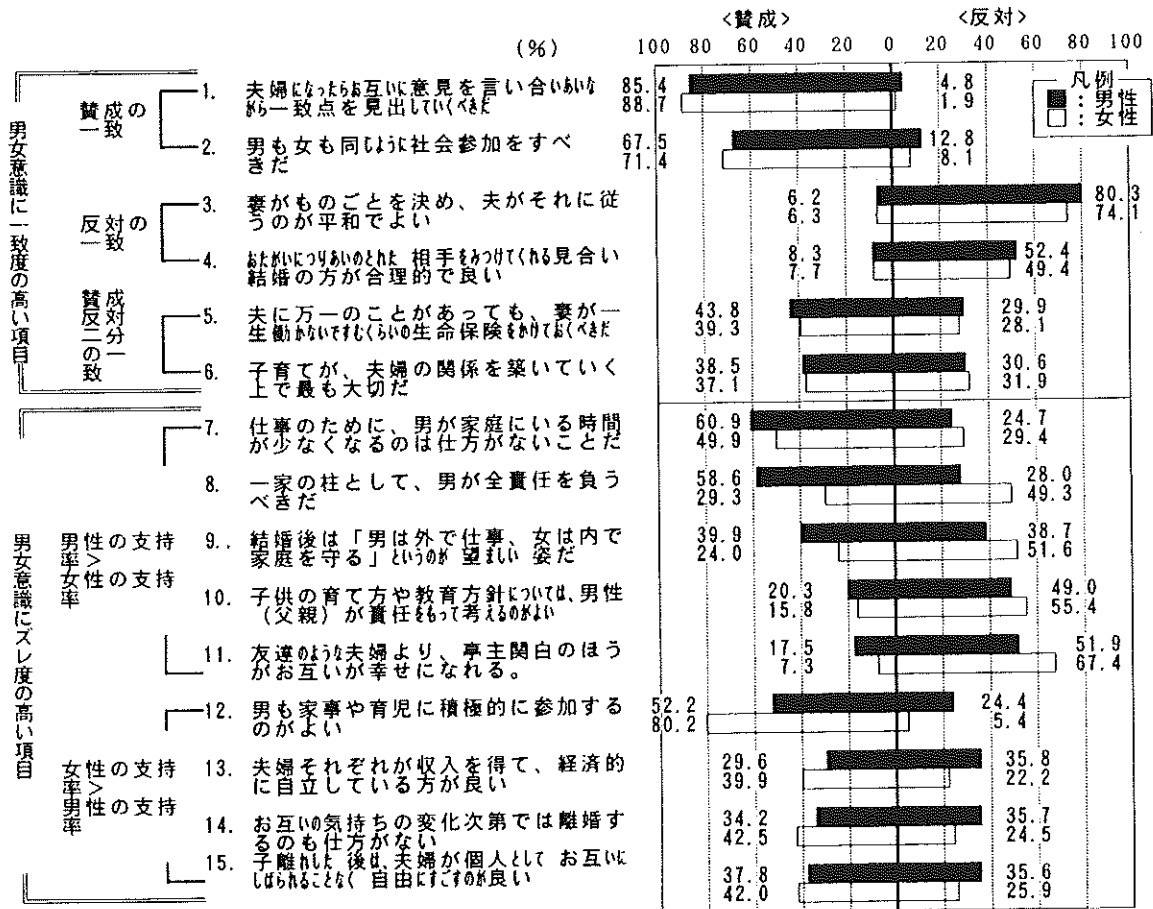 <賛成> <反対>
(%) 100 80 60 40 20 0 20 40 60 80 100
凡例
■：男性
□：女性
男女意識に一致度の高い項目
賛成の一致
1. 夫婦になったらお互いに意見を言い合いあいな
がら一致点を見出していくべきだ
85.4 4.8
88.7 1.9
2. 男も女も同じように社会参加をすべ
きだ
67.5 12.8
71.4 8.1
反対の一致
3. 妻がものごとを決め、夫がそれに従
うのが平和でよい
6.2 80.3
6.3 74.1
4. おたがいにつりあいのとれた 相手をみつけてくれる見合い
結婚の方が合理的で良い
8.3 52.4
7.7 49.4
賛成反対二分の一致
5. 夫に万一のことがあっても、妻が一
生働かないですむくらいの生命保険をかけておくべきだ
43.8 29.9
39.3 28.1
6. 子育てが、夫婦の関係を築いていく
上で最も大切だ
38.5 30.6
37.1 31.9
男女意識にズレ度の高い項目
男性の支持率>
女性の支持率
7. 仕事のために、男が家庭にいる時間
が少なくなるのは仕方がないことだ
60.9 24.7
49.9 29.4
8. 一家の柱として、男が全責任を負う
べきだ
58.6 28.0
29.3 49.3
9.. 結婚後は「男は外で仕事、女は内で
家庭を守る」というのが 望ましい 姿だ
39.9 38.7
24.0 51.6
10. 子供の育て方や教育方針については、男性
（父親）が責任をもって考えるのがよい
20.3 49.0
15.8 55.4
11. 友達のような夫婦より、亭主関白のほう
がお互いが幸せになれる。
17.5 51.9
7.3 67.4
女性の支持率>
男性の支持率
12. 男も家事や育児に積極的に参加する
のがよい
52.2 24.4
80.2 5.4
13. 夫婦それぞれが収入を得て、経済的
に自立している方が良い
29.6 35.8
39.9 22.2
14. お互いの気持ちの変化次第では離婚す
るのも仕方がない
34.2 35.7
42.5 24.5
15. 子離れした 後は、夫婦が個人として お互いに
しばられることなく 自由にすごすのが良い
37.8 35.6
42.0 25.9